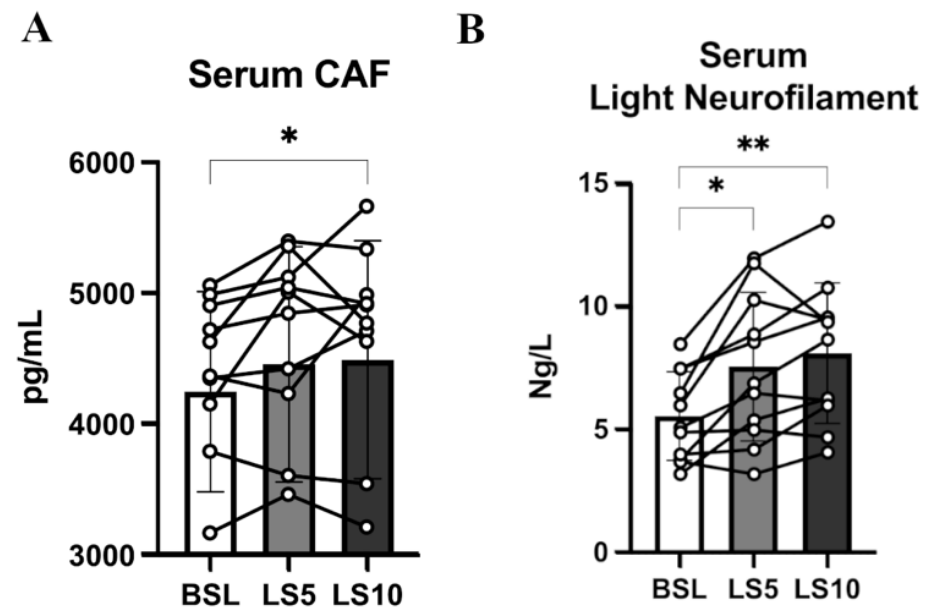 A
Serum CAF
*
6000
5000
4000
3000
pg/mL
BSL LS5 LS10
B
Serum
Light Neurofilament
**
*
15
10
5
0
Ng/L
BSL LS5 LS10